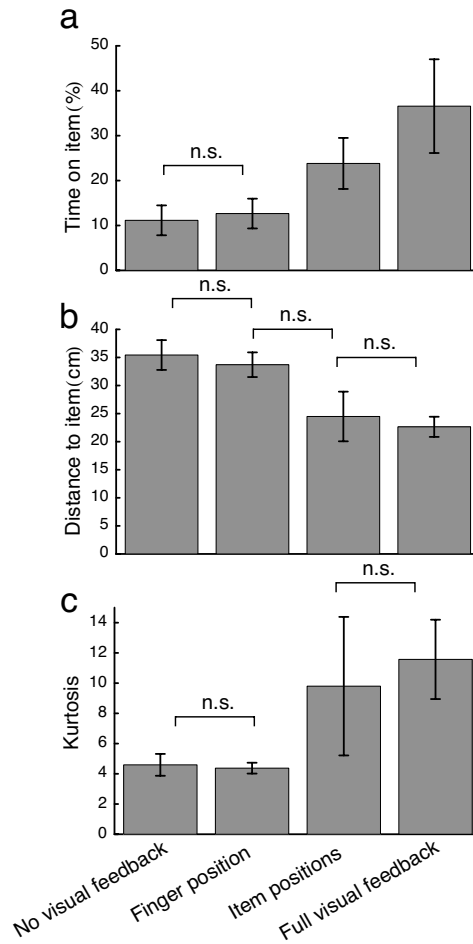 a
50
40
30
20
10
0
Time on item(%)
n.s.
b
40
35
30
25
20
15
10
5
0
Distance to item(cm)
n.s.
n.s.
n.s.
c
14
12
10
8
6
4
2
0
Kurtosis
n.s.
n.s.
No visual feedback
Finger position
Item positions
Full visual feedback